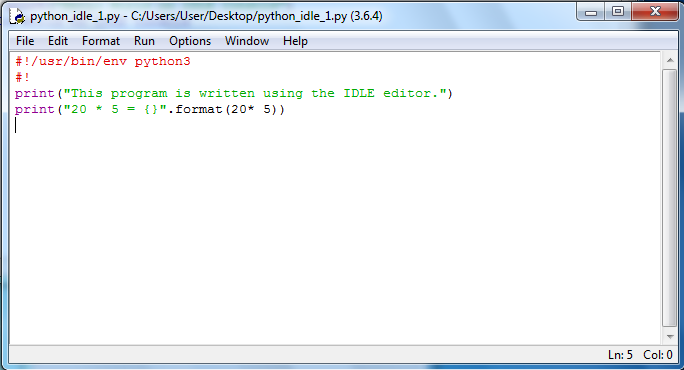 python_idle_1.py - C:/Users/User/Desktop/python_idle_1.py (3.6.4)
File Edit Format Run Options Window Help
#!/usr/bin/env python3
#!
print("This program is written using the IDLE editor.")
print("20 * 5 = {}".format(20* 5))
Ln: 5 Col: 0